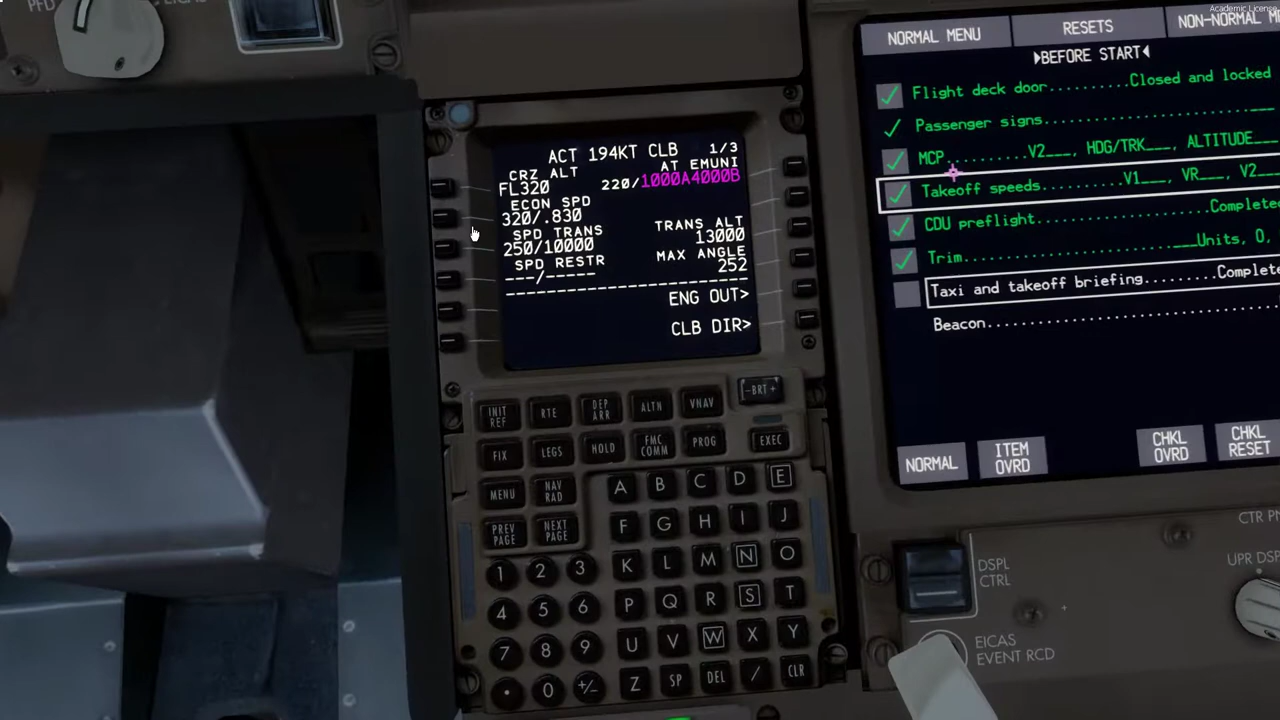 Academic License
PFD
EICAS
ACT 194KT CLB 1/3
CRZ ALT AT EMUNI
FL320 220/1000A4000B
ECON SPD
320/.830
SPD TRANS TRANS ALT
250/10000 13000
SPD RESTR MAX ANGLE
---/----- 252
ENG OUT>
CLB DIR>
INIT REF
RTE
DEP ARR
ALTN
VNAV
-BRT+
FIX
LEGS
HOLD
FMC COMM
PROG
EXEC
MENU
NAV RAD
PREV PAGE
NEXT PAGE
A B C D E
F G H I J
K L M N O
P Q R S T
U V W X Y
Z SP DEL / CLR
1 2 3
4 5 6
7 8 9
. 0 +/-
NORMAL MENU
RESETS
NON-NORMAL
BEFORE START
Flight deck door..........Closed and locked
Passenger signs
MCP..........V2___, HDG/TRK___, ALTITUDE
Takeoff speeds..........V1___, VR___, V2
CDU preflight
Trim
___Units, 0,
Taxi and takeoff briefing
Beacon
NORMAL
ITEM OVRD
CHKL OVRD
CHKL RESET
DSPL CTRL
EICAS EVENT RCD
CTR
UPR